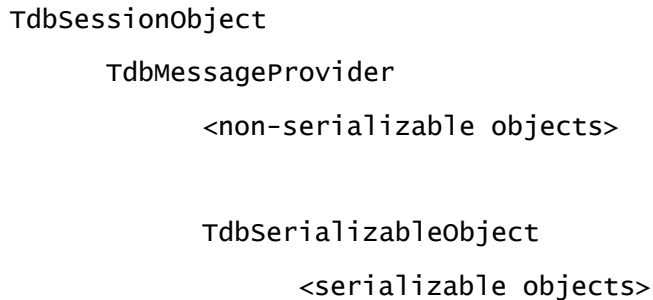 TdbSessionObject
TdbMessageProvider
<non-serializable objects>
TdbSerializableObject
<serializable objects>